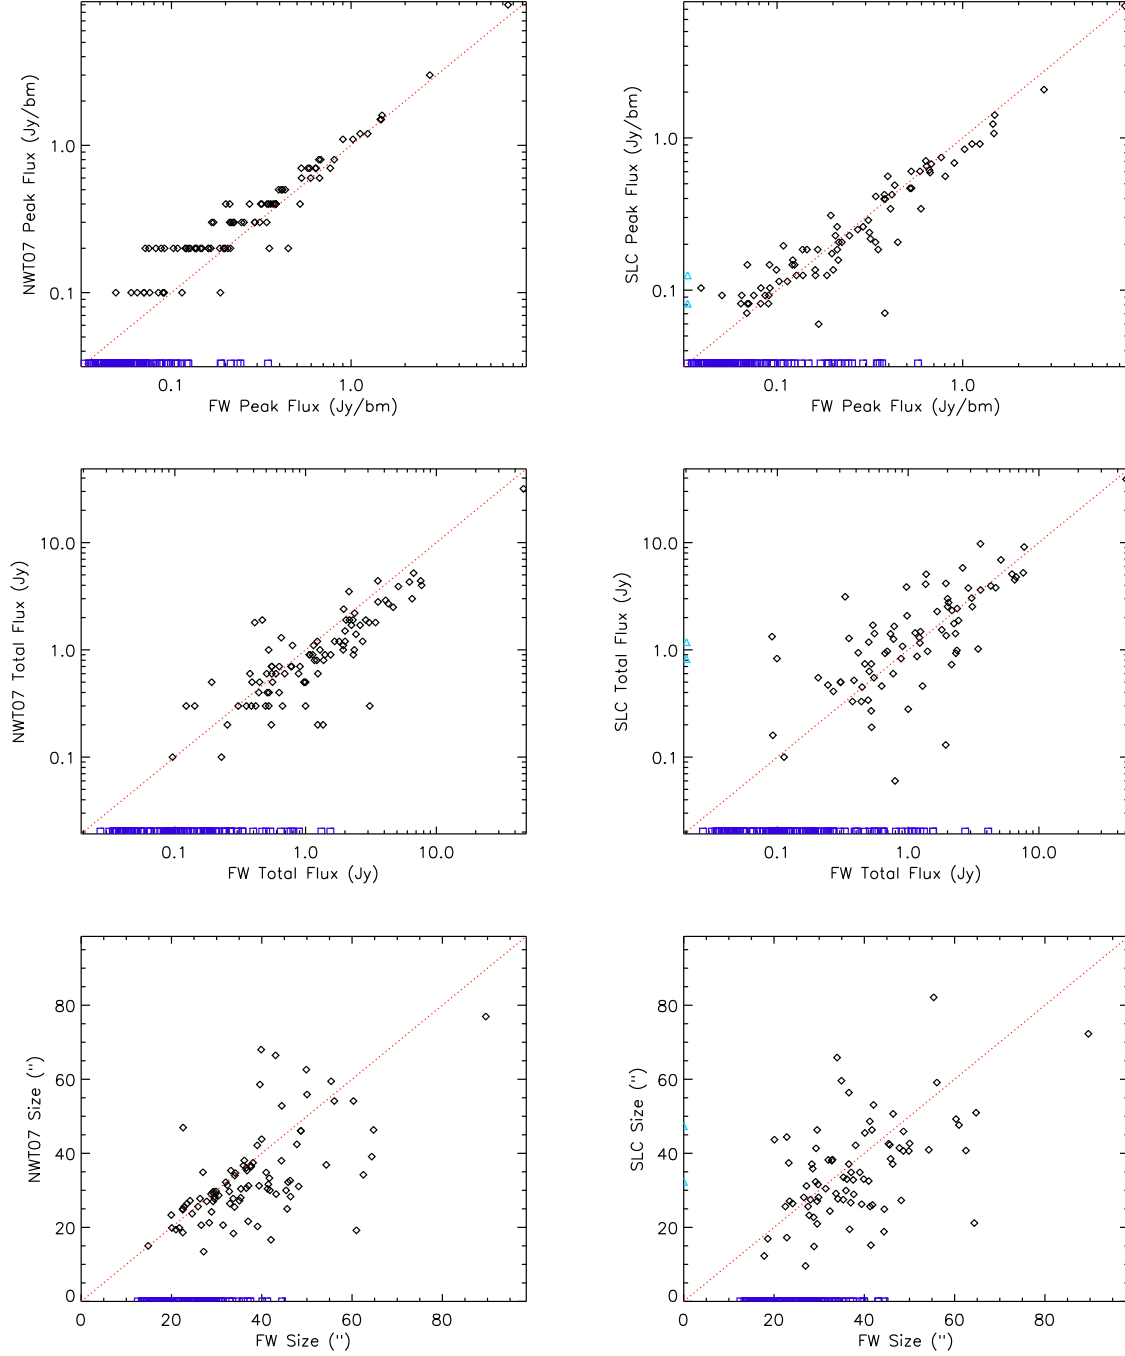 NWT07 Peak Flux (Jy/bm)
1.0
0.1
0.1 1.0
FW Peak Flux (Jy/bm)
SLC Peak Flux (Jy/bm)
1.0
0.1
0.1 1.0
FW Peak Flux (Jy/bm)
NWT07 Total Flux (Jy)
10.0
1.0
0.1
0.1 1.0 10.0
FW Total Flux (Jy)
SLC Total Flux (Jy)
10.0
1.0
0.1
0.1 1.0 10.0
FW Total Flux (Jy)
NWT07 Size (")
80
60
40
20
0
0 20 40 60 80
FW Size (")
SLC Size (")
80
60
40
20
0
0 20 40 60 80
FW Size (")